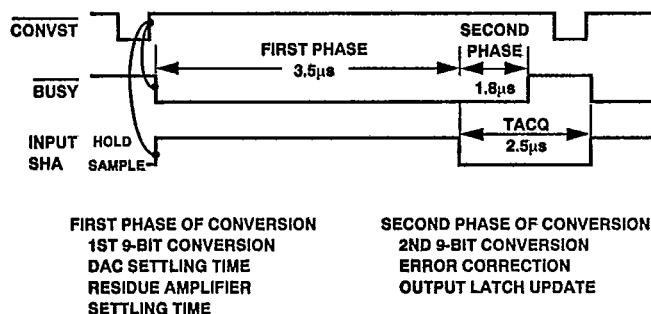 CONVST
SECOND
FIRST PHASE PHASE
3.5µs
BUSY 1.8µs
INPUT HOLD TACQ
SHA SAMPLE 2.5µs
FIRST PHASE OF CONVERSION
1ST 9-BIT CONVERSION
DAC SETTLING TIME
RESIDUE AMPLIFIER
SETTLING TIME
SECOND PHASE OF CONVERSION
2ND 9-BIT CONVERSION
ERROR CORRECTION
OUTPUT LATCH UPDATE